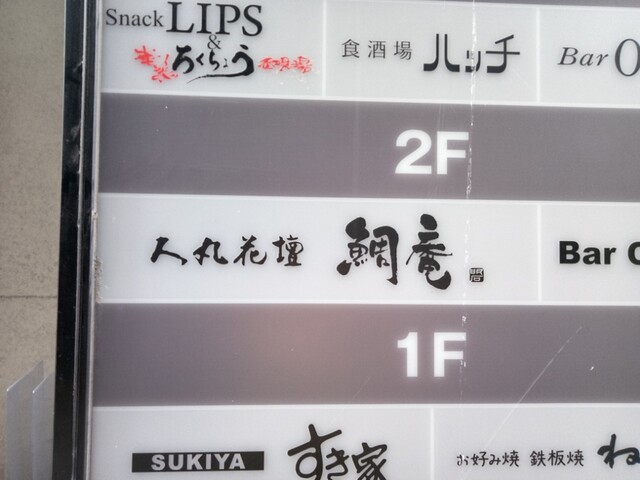 Snack LIPS
&
ろくちょう
食酒場 ハッチ
Bar
2F
人丸花壇 鯛庵
Bar
1F
SUKIYA すき家
お好み焼 鉄板焼